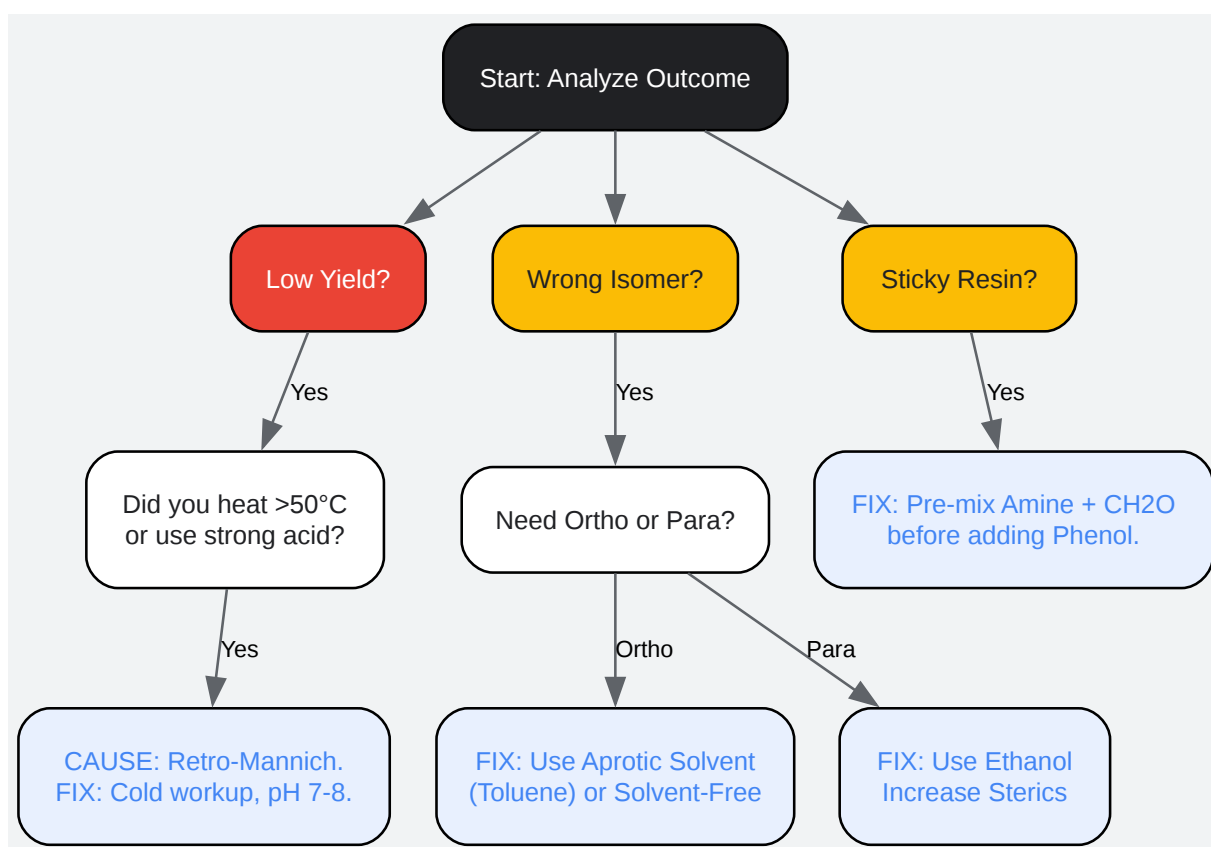 Start: Analyze Outcome
Low Yield?
Wrong Isomer?
Sticky Resin?
Yes
Yes
Yes
Did you heat >50°C
or use strong acid?
Need Ortho or Para?
FIX: Pre-mix Amine + CH2O
before adding Phenol.
Yes
Ortho
Para
CAUSE: Retro-Mannich.
FIX: Cold workup, pH 7-8.
FIX: Use Aprotic Solvent
(Toluene) or Solvent-Free
FIX: Use Ethanol
Increase Sterics